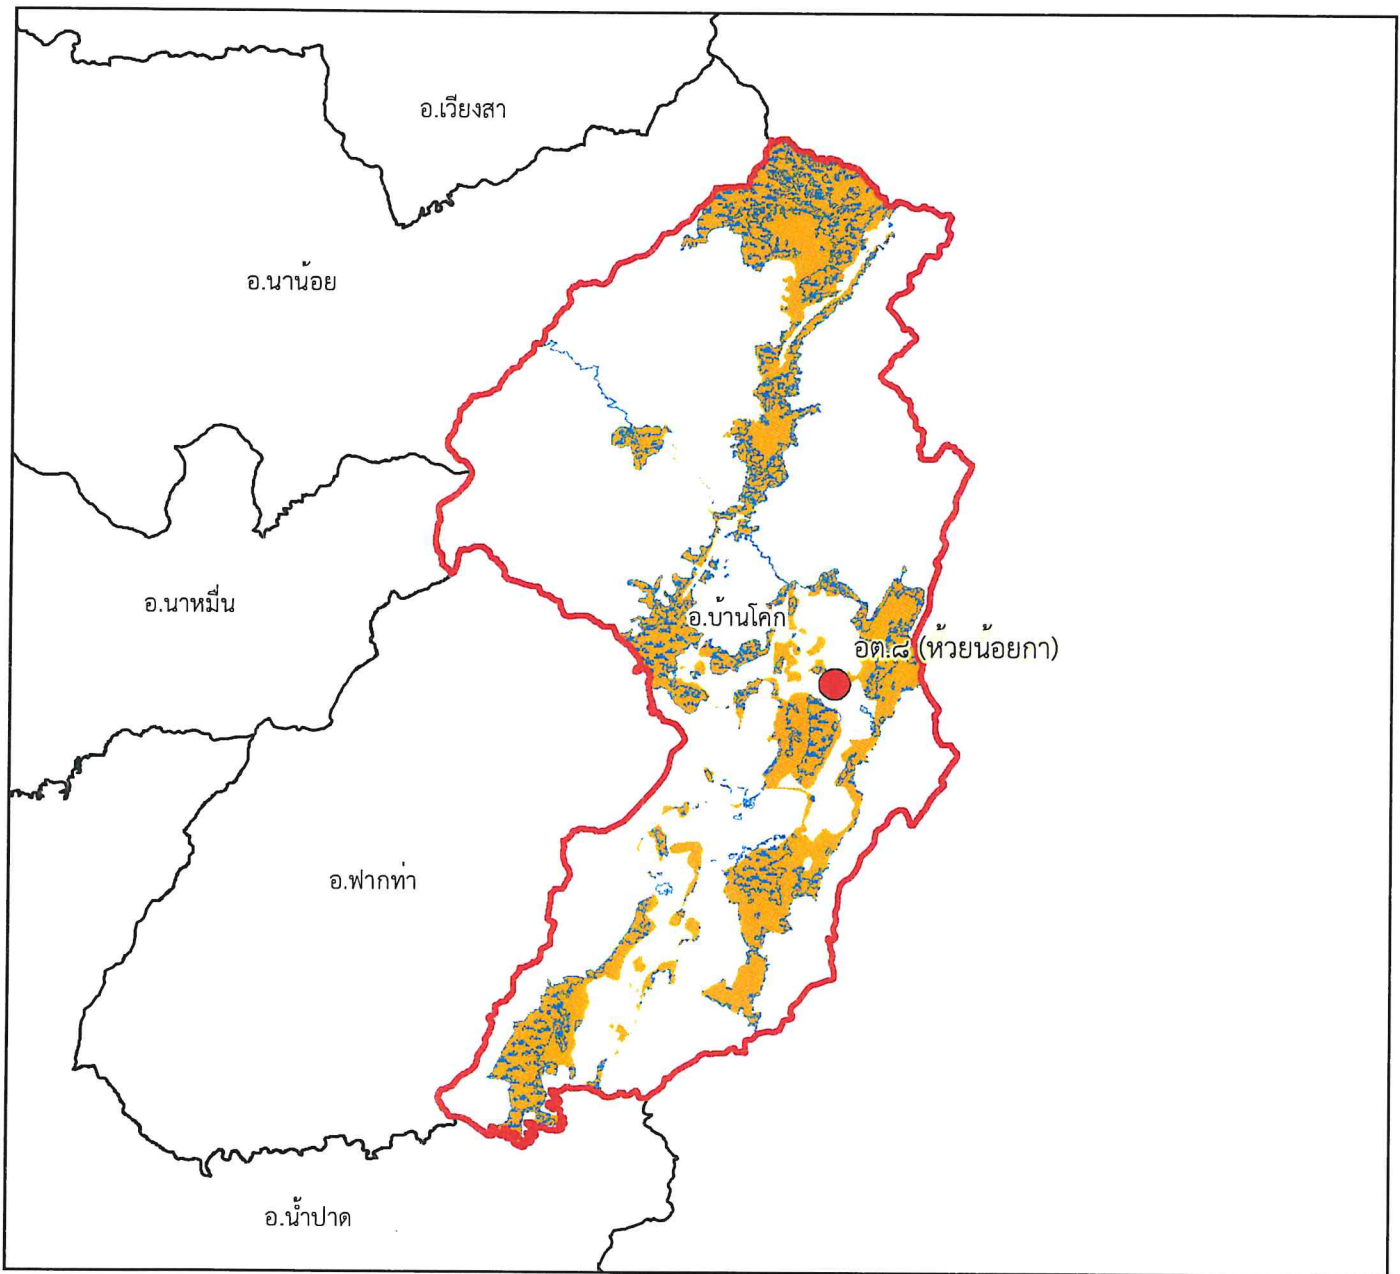 อ.เวียงสา
อ.นาน้อย
อ.นาหมื่น
อ.บ้านโคก
อต.๘ (ห้วยน้อยกา)
อ.ฟากท่า
อ.น้ำปาด